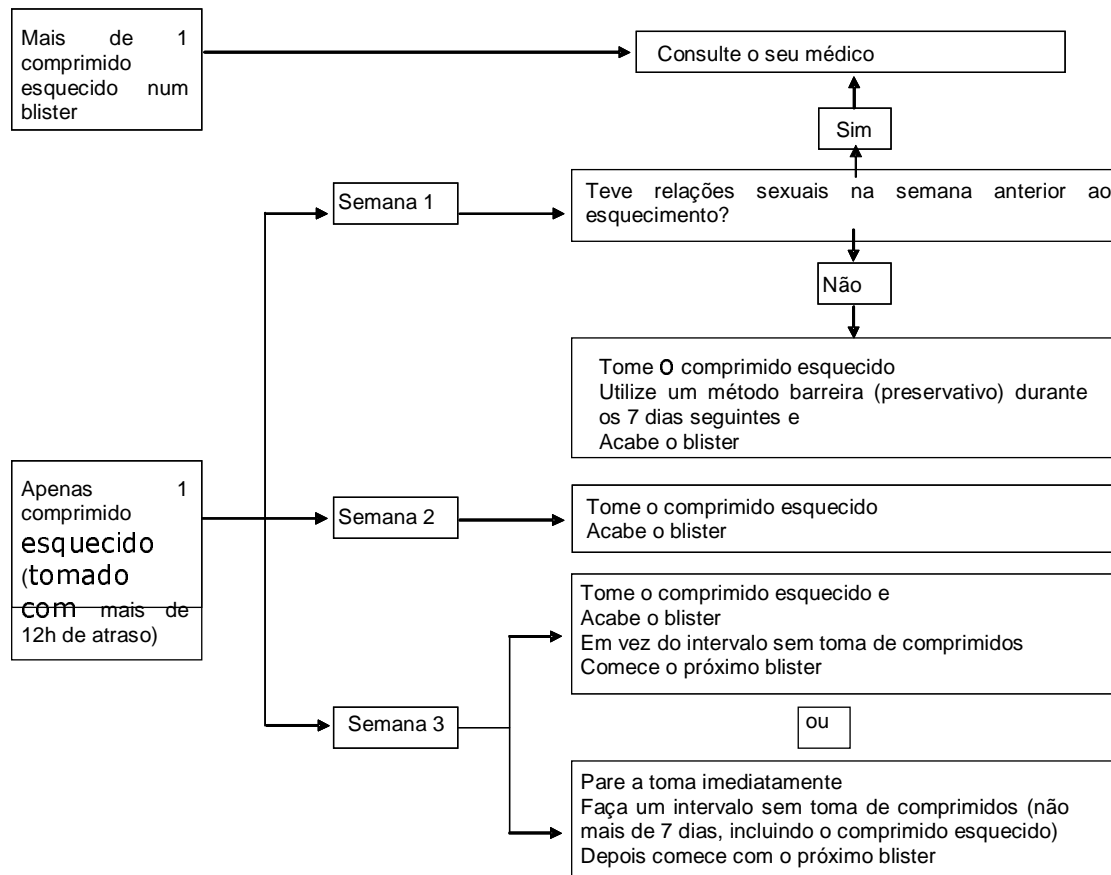 Mais de 1
comprimido
esquecido num
blister
Consulte o seu médico
Sim
Semana 1
Teve relações sexuais na semana anterior ao
esquecimento?
Não
Tome o comprimido esquecido
Utilize um método barreira (preservativo) durante
os 7 dias seguintes e
Acabe o blister
Apenas 1
comprimido
esquecido
(tomado
com mais de
12h de atraso)
Semana 2
Tome o comprimido esquecido
Acabe o blister
Tome o comprimido esquecido e
Acabe o blister
Em vez do intervalo sem toma de comprimidos
Comece o próximo blister
Semana 3
ou
Pare a toma imediatamente
Faça um intervalo sem toma de comprimidos (não
mais de 7 dias, incluindo o comprimido esquecido)
Depois comece com o próximo blister